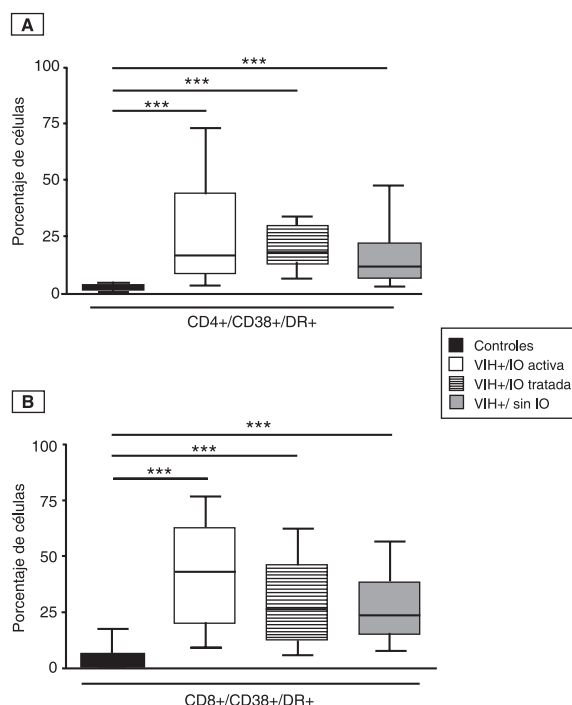 A
Porcentaje de células
100
75
50
25
0
***
***
***
CD4+/CD38+/DR+
Controles
VIH+/IO activa
VIH+/IO tratada
VIH+/ sin IO
B
Porcentaje de células
100
75
50
25
0
***
***
***
CD8+/CD38+/DR+